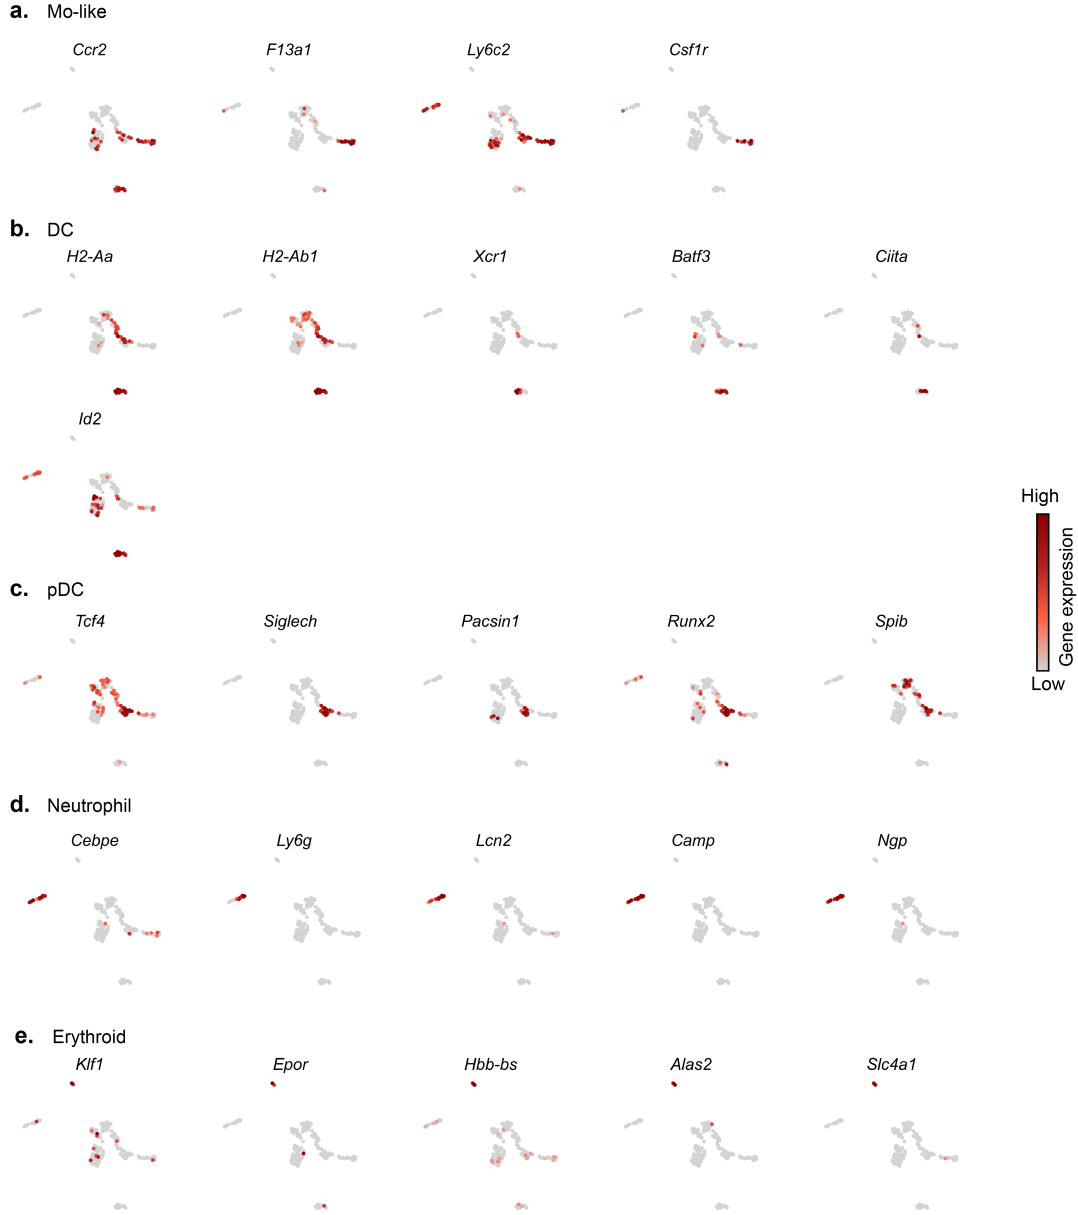 a. Mo-like
Ccr2 F13a1 Ly6c2 Csf1r
b. DC
H2-Aa H2-Ab1 Xcr1 Batf3 Ciita
Id2
High
Gene expression
Low
c. pDC
Tcf4 Siglech Pacsin1 Runx2 Spib
d. Neutrophil
Cebpe Ly6g Lcn2 Camp Ngp
e. Erythroid
Klf1 Epor Hbb-bs Alas2 Slc4a1